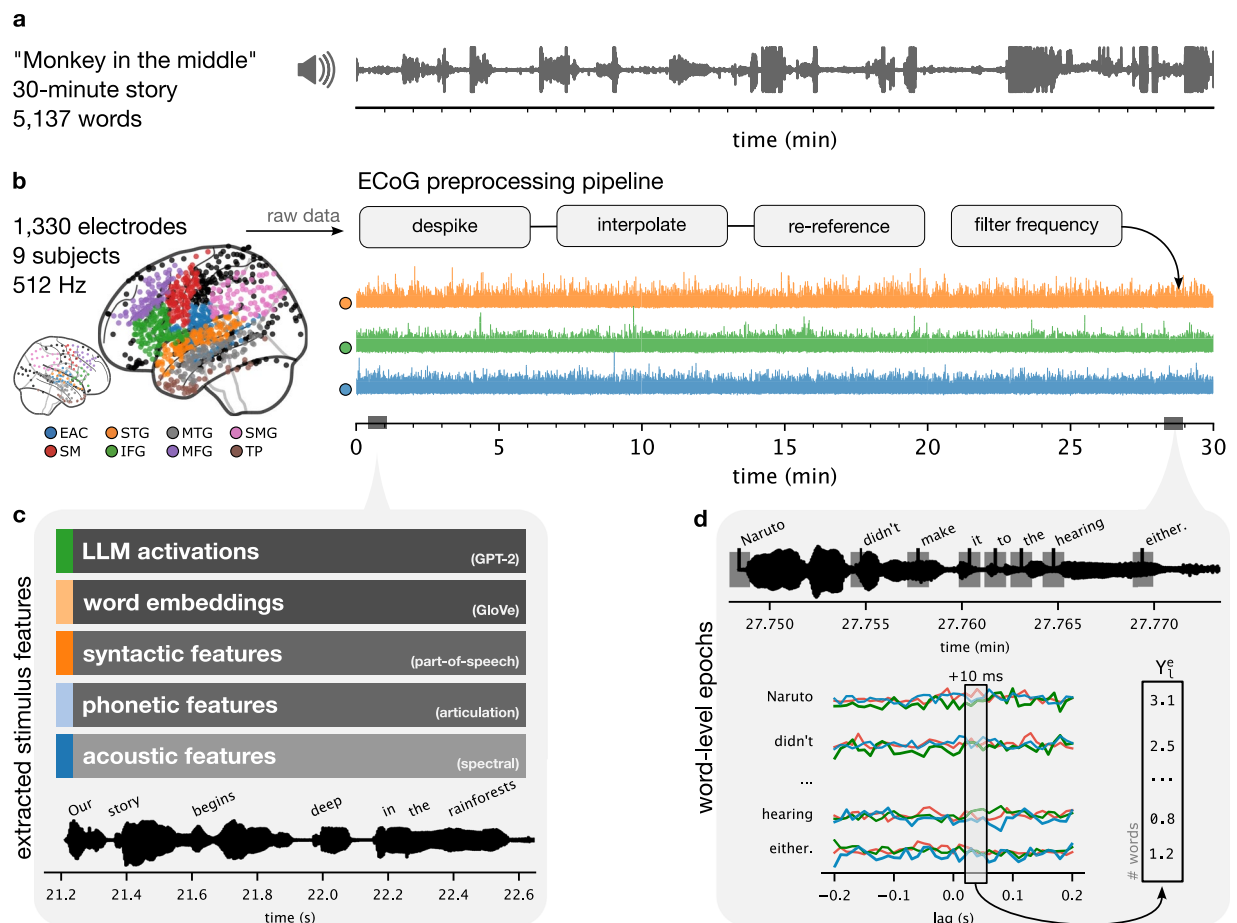 a
"Monkey in the middle"
30-minute story
5,137 words
time (min)
b
ECoG preprocessing pipeline
1,330 electrodes
9 subjects
512 Hz
raw data
despike
interpolate
re-reference
filter frequency
EAC STG MTG SMG
SM IFG MFG TP
0 5 10 15 20 25 30
time (min)
c
extracted stimulus features
LLM activations (GPT-2)
word embeddings (GloVe)
syntactic features (part-of-speech)
phonetic features (articulation)
acoustic features (spectral)
Our story begins deep in the rainforests
21.2 21.4 21.6 21.8 22.0 22.2 22.4 22.6
time (s)
d
word-level epochs
Naruto didn't make it to the hearing either.
27.750 27.755 27.760 27.765 27.770
time (min)
+10 ms
Naruto
didn't
...
hearing
either.
−0.2 −0.1 0.0 0.1 0.2
lag (s)
Yᵉₗ
3.1
2.5
...
0.8
1.2
# words